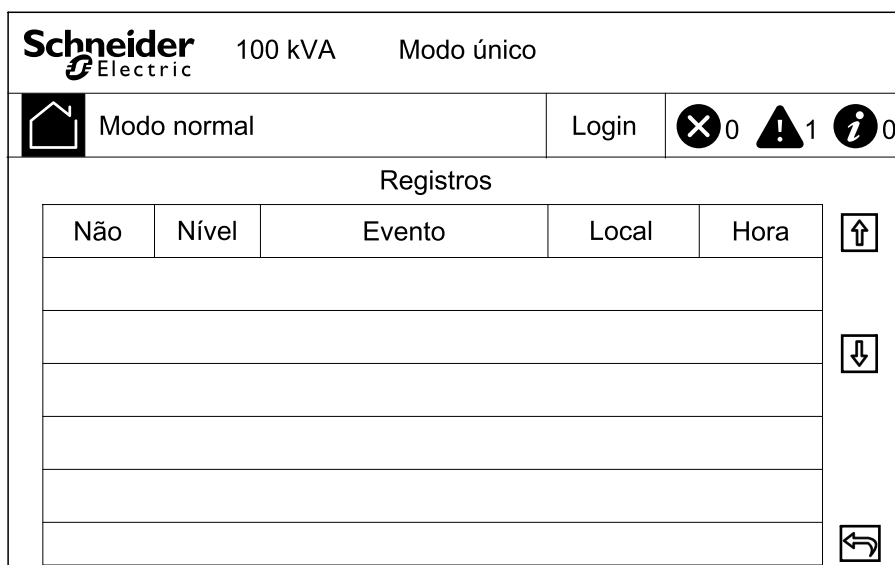 Schneider Electric 100 kVA Modo único
Modo normal Login 0 1 0
Registros
Não Nível Evento Local Hora